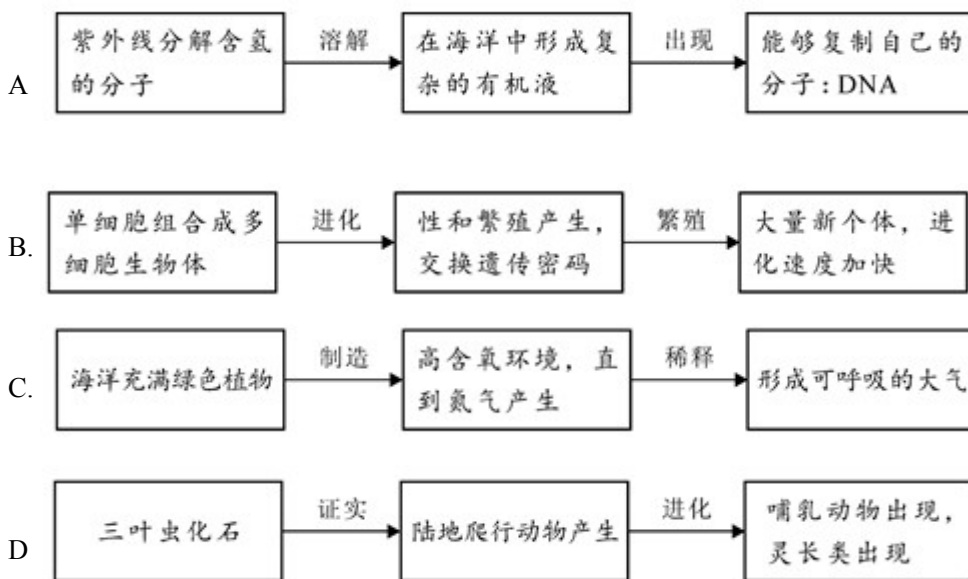 紫外线分解含氢 溶解 在海洋中形成复 出现 能够复制自己的
A 的分子 杂的有机液 分子:DNA
单细胞组合成多 进化 性和繁殖产生, 繁殖 大量新个体,进
B. 细胞生物体 交换遗传密码 化速度加快
C. 海洋充满绿色植物 制造 高含氧环境,直 稀释 形成可呼吸的大气
到氮气产生
D 三叶虫化石 证实 陆地爬行动物产生 进化 哺乳动物出现,
灵长类出现